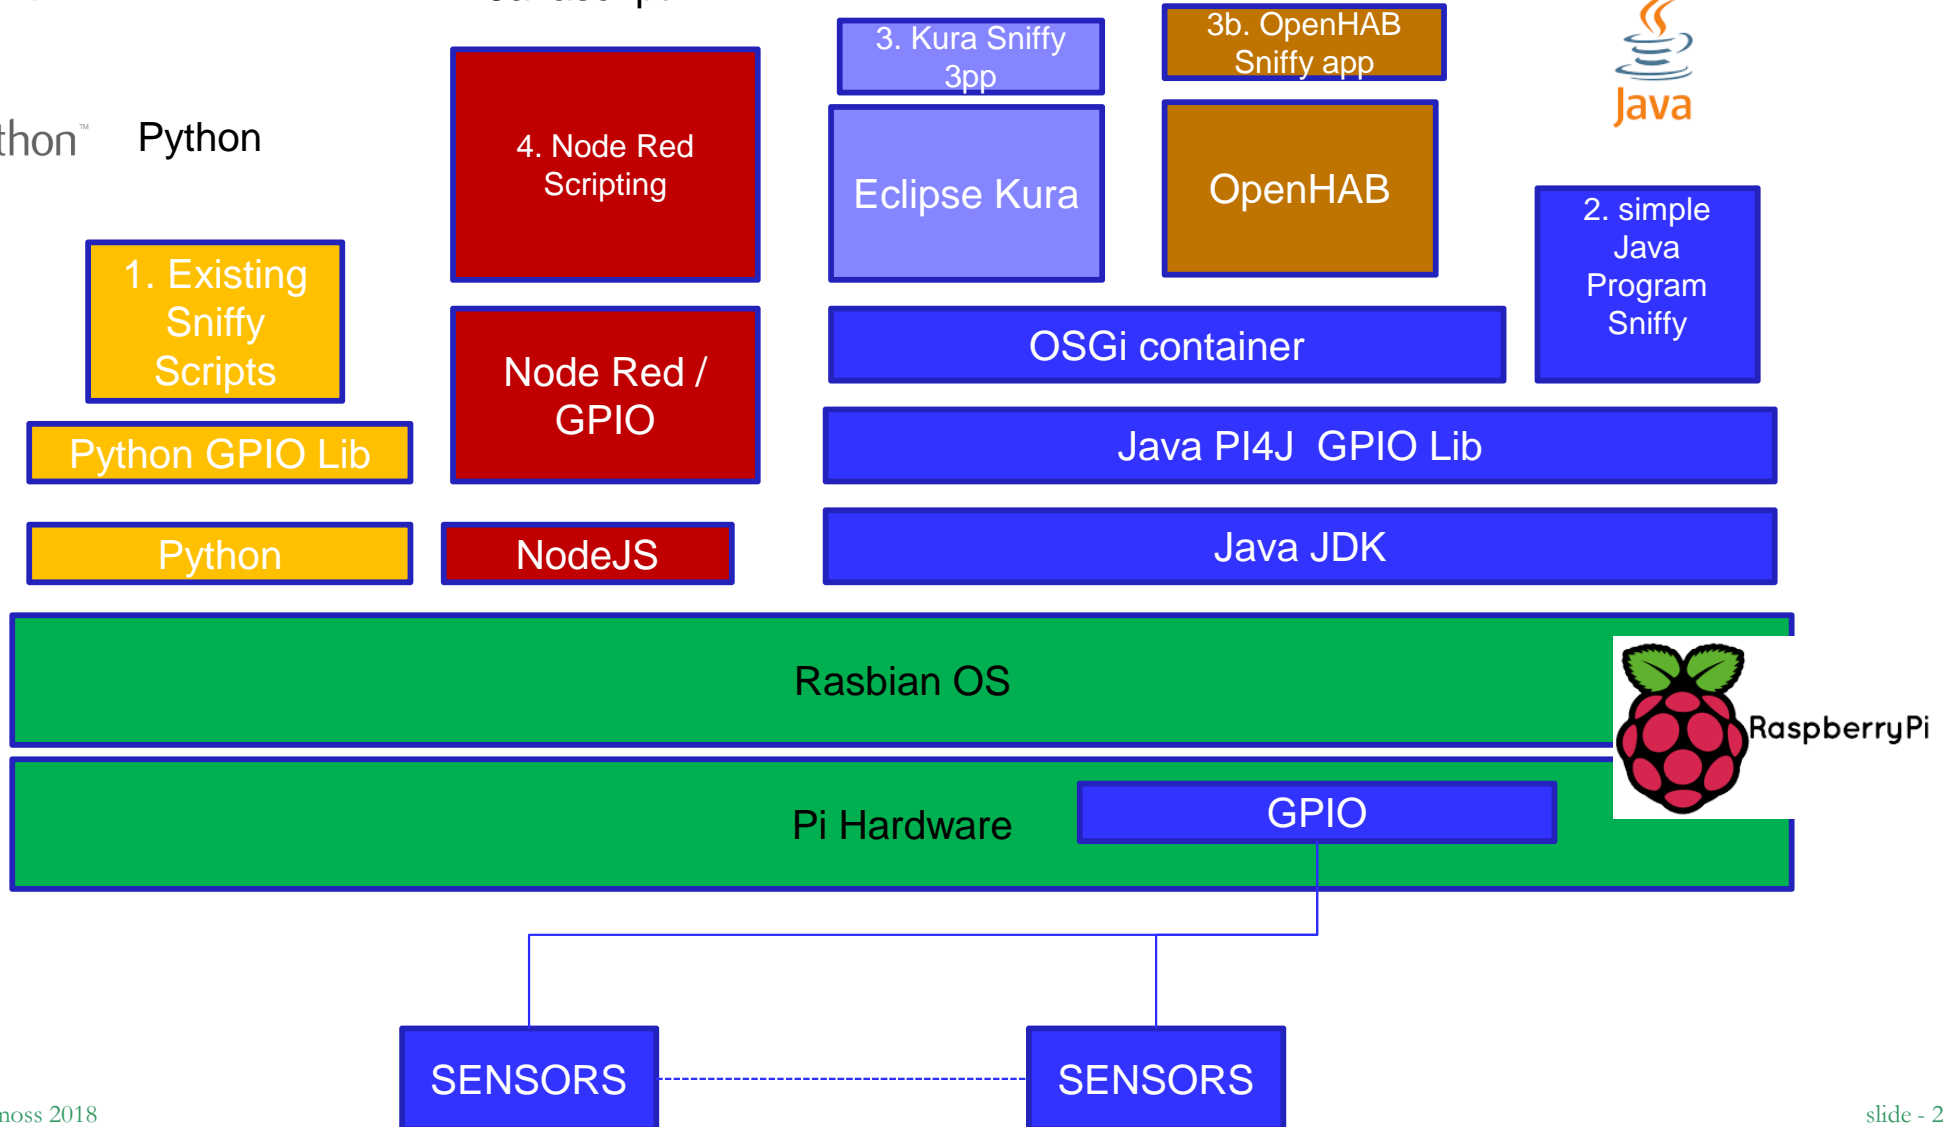 3. Kura Sniffy
3pp
3b. OpenHAB
Sniffy app
Java
Python
4. Node Red
Scripting
Eclipse Kura
OpenHAB
2. simple
Java
Program
Sniffy
1. Existing
Sniffy
Scripts
Node Red /
GPIO
OSGi container
Python GPIO Lib
Java PI4J GPIO Lib
Python
NodeJS
Java JDK
Rasbian OS
RaspberryPi
Pi Hardware
GPIO
SENSORS
SENSORS
2018
slide - 2